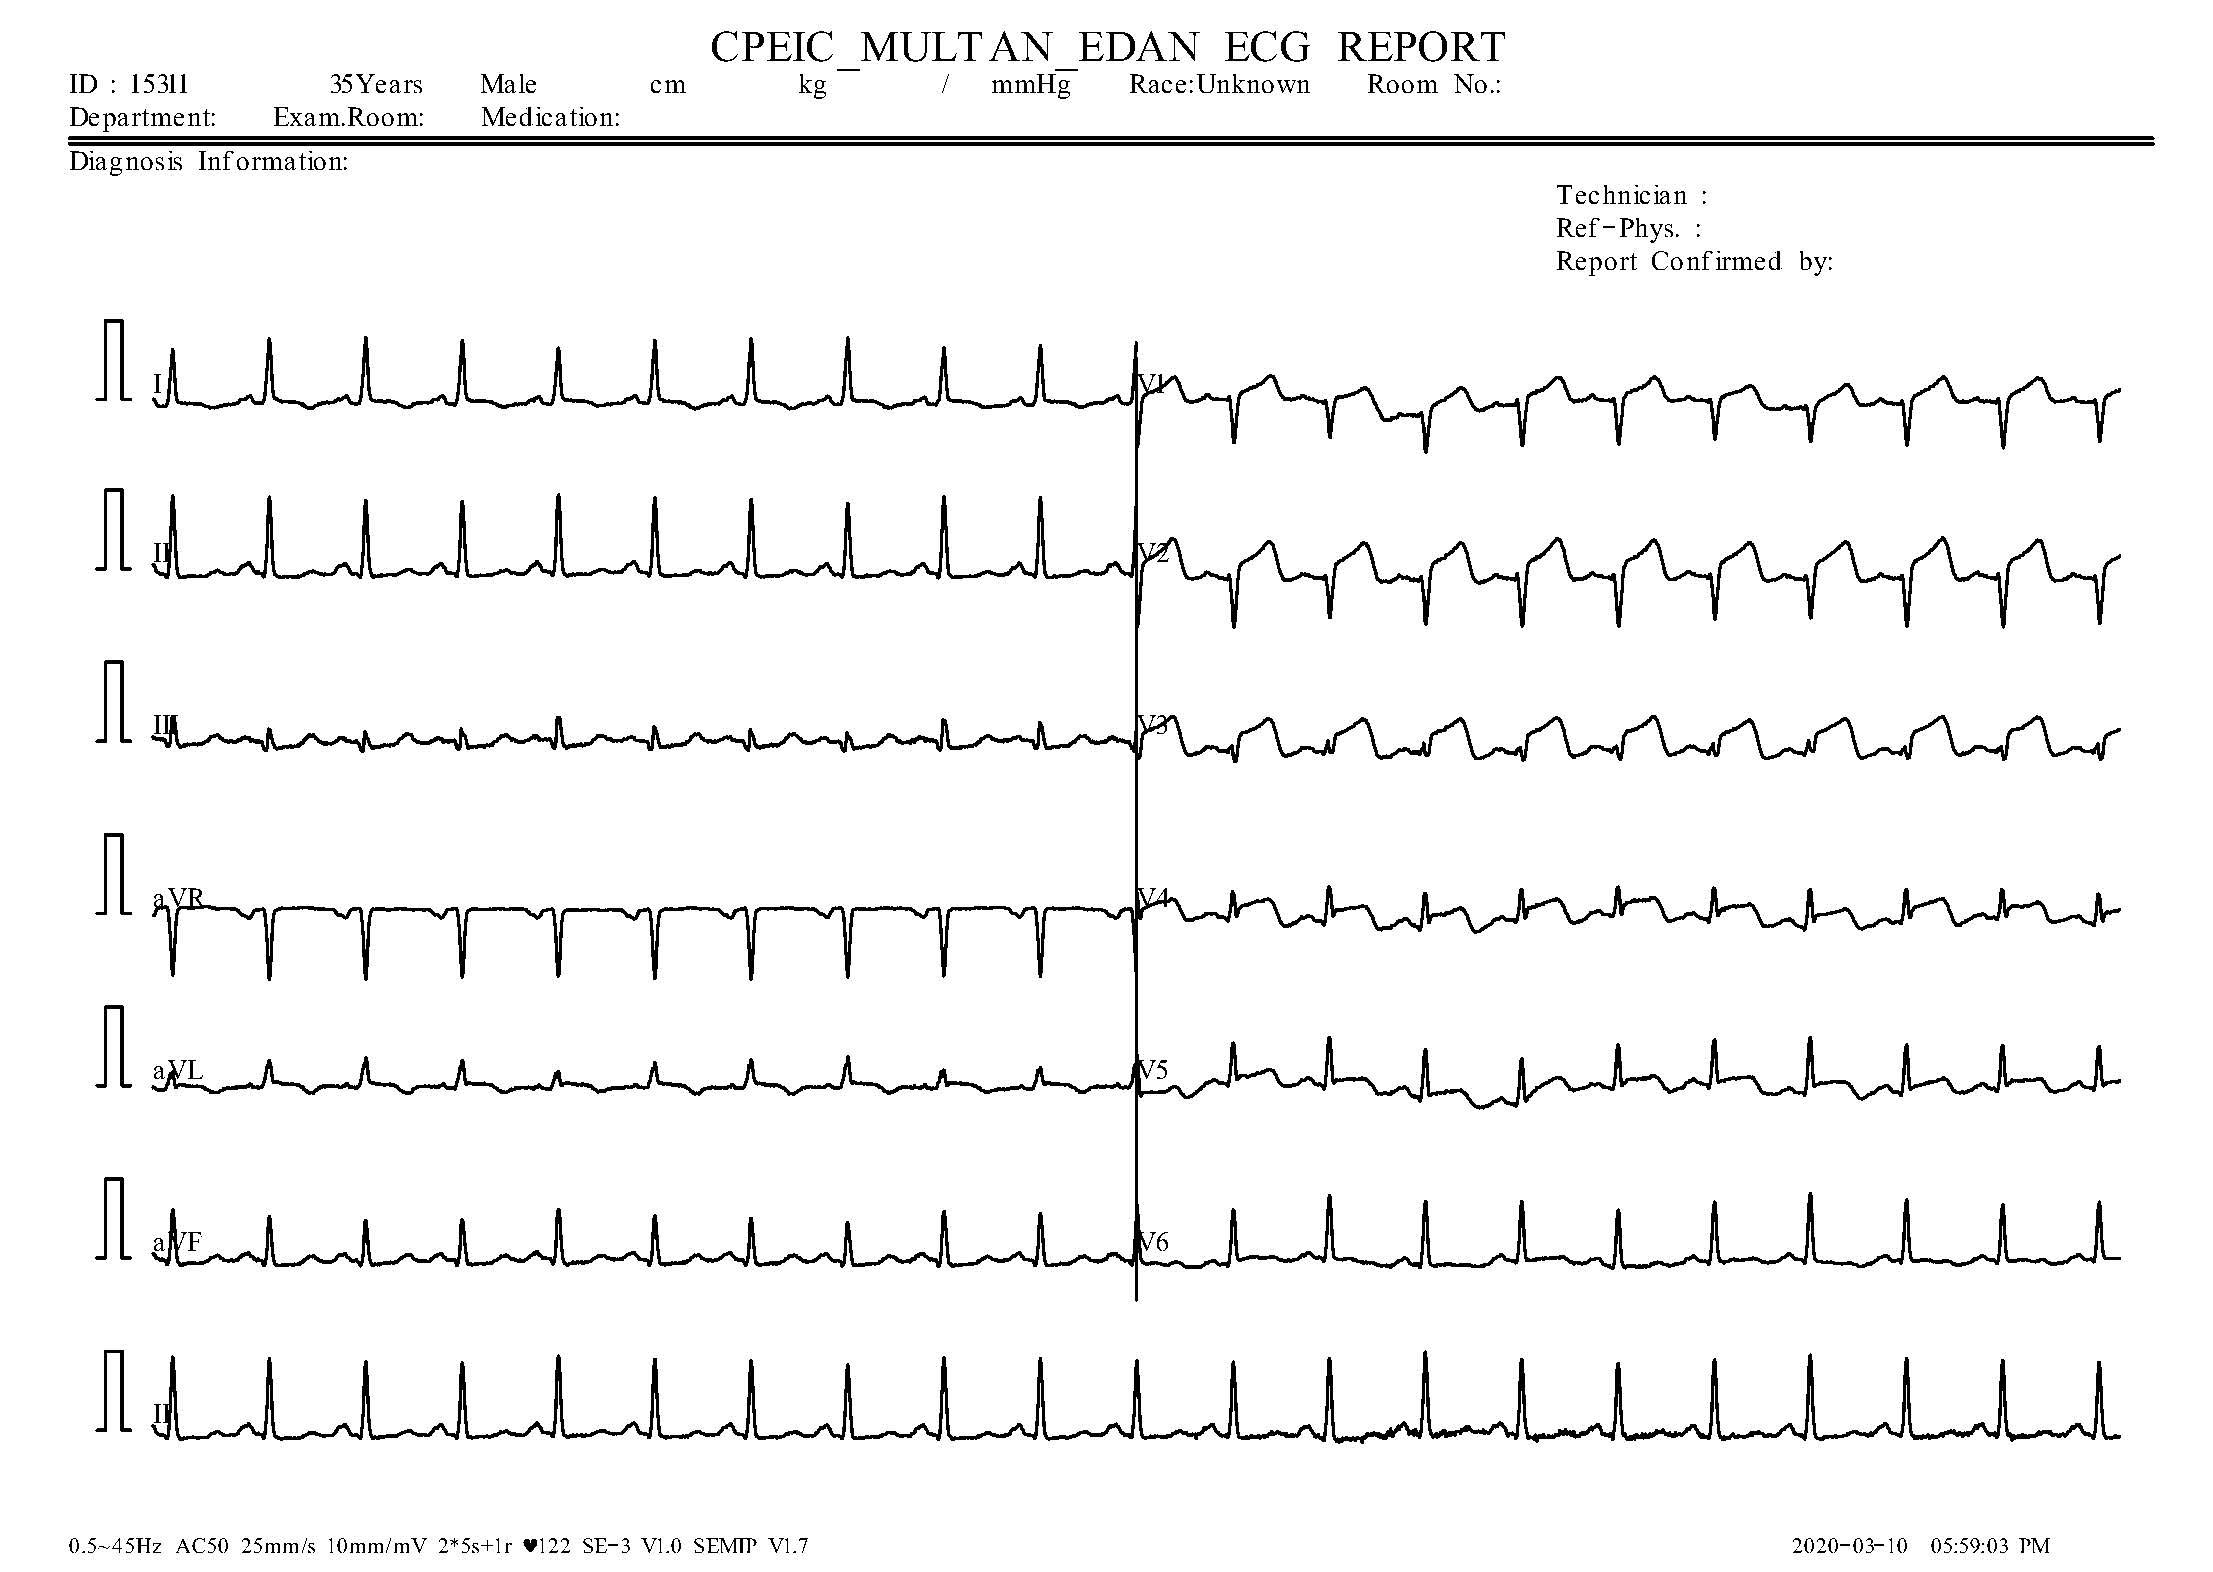 CPEIC_MULTAN_EDAN ECG REPORT
ID : 15311 35Years Male cm kg / mmHg Race:Unknown Room No.:
Department: Exam.Room: Medication:
Diagnosis Information:
Technician :
Ref-Phys. :
Report Confirmed by:
I V1
II V2
III V3
aVR V4
aVL V5
aVF V6
II
0.5~45Hz AC50 25mm/s 10mm/mV 2*5s+1r ♥122 SE-3 V1.0 SEMIP V1.7 2020-03-10 05:59:03 PM